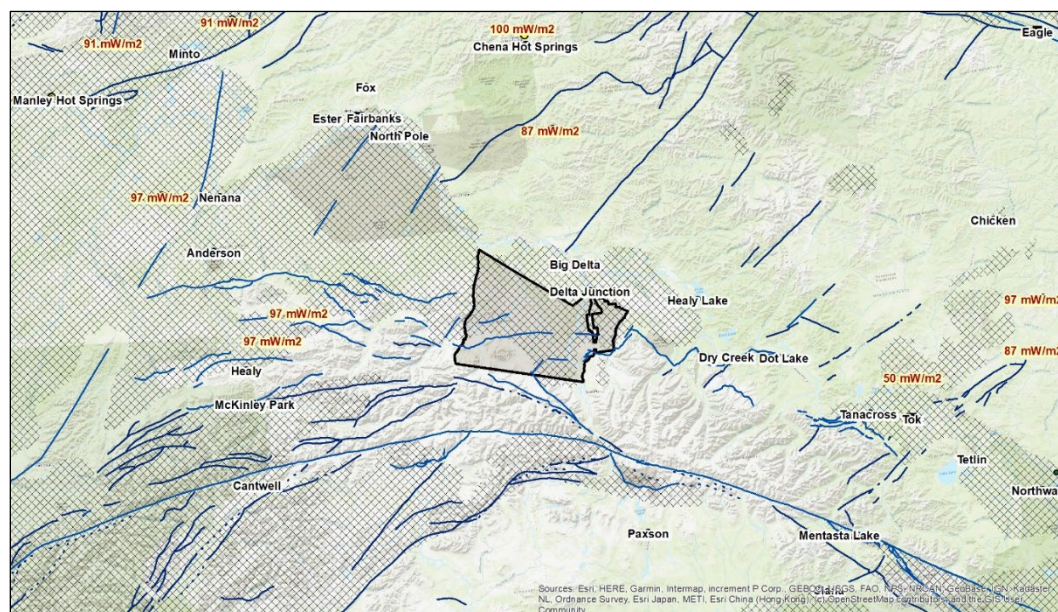 91 mW/m2
100 mW/m2
Eagle
91 mW/m2
Chena Hot Springs
Minto
Manley Hot Springs
Fox
Ester Fairbanks
North Pole
87 mW/m2
97 mW/m2
Nenana
Chicken
Anderson
Big Delta
Delta Junction
Healy Lake
97 mW/m2
97 mW/m2
97 mW/m2
87 mW/m2
Healy
Dry Creek
Dot Lake
50 mW/m2
McKinley Park
Tanacross
Tok
Tetlin
Cantwell
Northwa
Paxson
Mentasta Lake
Sources: Esri, HERE, Garmin, Intermap, increment P Corp., GEBCO, USGS, FAO, NPS, NRCAN, GeoBase, IGN, Kadaster
NL, Ordnance Survey, Esri Japan, METI, Esri China (Hong Kong), (c) OpenStreetMap contributors, and the GIS User
Community